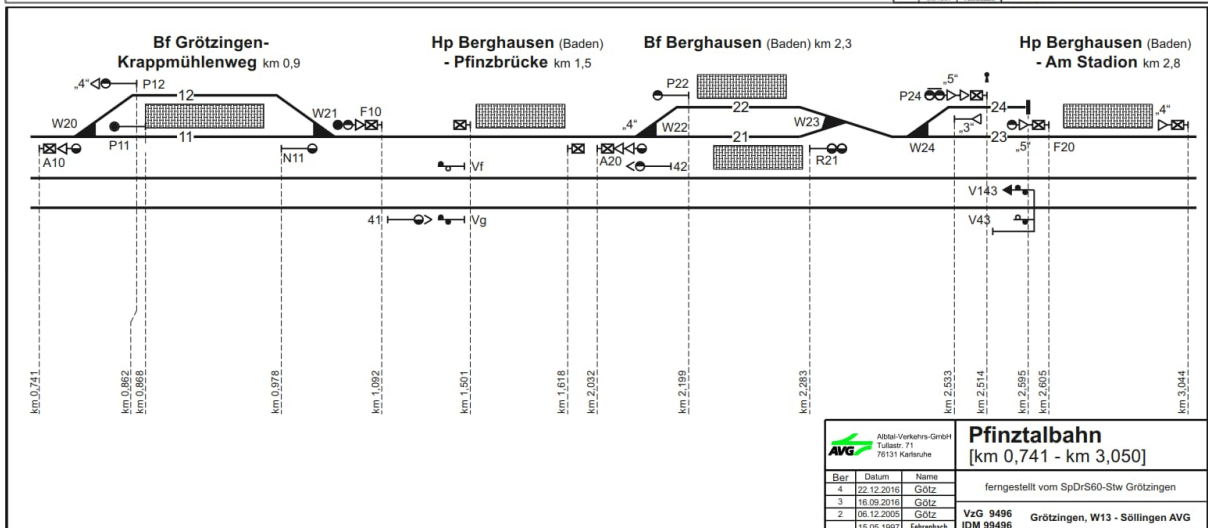 Bf Grötzingen-
Krappmühlenweg km 0,9
Hp Berghausen (Baden)
- Pfinzbrücke km 1,5
Bf Berghausen (Baden) km 2,3
Hp Berghausen (Baden)
- Am Stadion km 2,8
„4“
P12
12
W20
P11
11
A10
W21
F10
N11
Vf
41
Vg
„4“
A20
P22
W22
22
21
42
W23
R21
P24
„5“
24
W24
„3“
23
„5“
F20
„4“
V143
V43
km 0,741
km 0,862
km 0,868
km 0,978
km 1,092
km 1,501
km 1,618
km 2,032
km 2,199
km 2,283
km 2,533
km 2,514
km 2,595
km 2,605
km 3,044
AVG
Albtal-Verkehrs-GmbH
Tullastr. 71
76131 Karlsruhe
Pfinztalbahn
[km 0,741 - km 3,050]
Ber Datum Name
4 22.12.2016 Götz
3 16.09.2016 Götz
2 06.12.2005 Götz
15.05.1997 Fehrenbach
ferngestellt vom SpDrS60-Stw Grötzingen
VzG 9496
IDM 99496
Grötzingen, W13 - Söllingen AVG